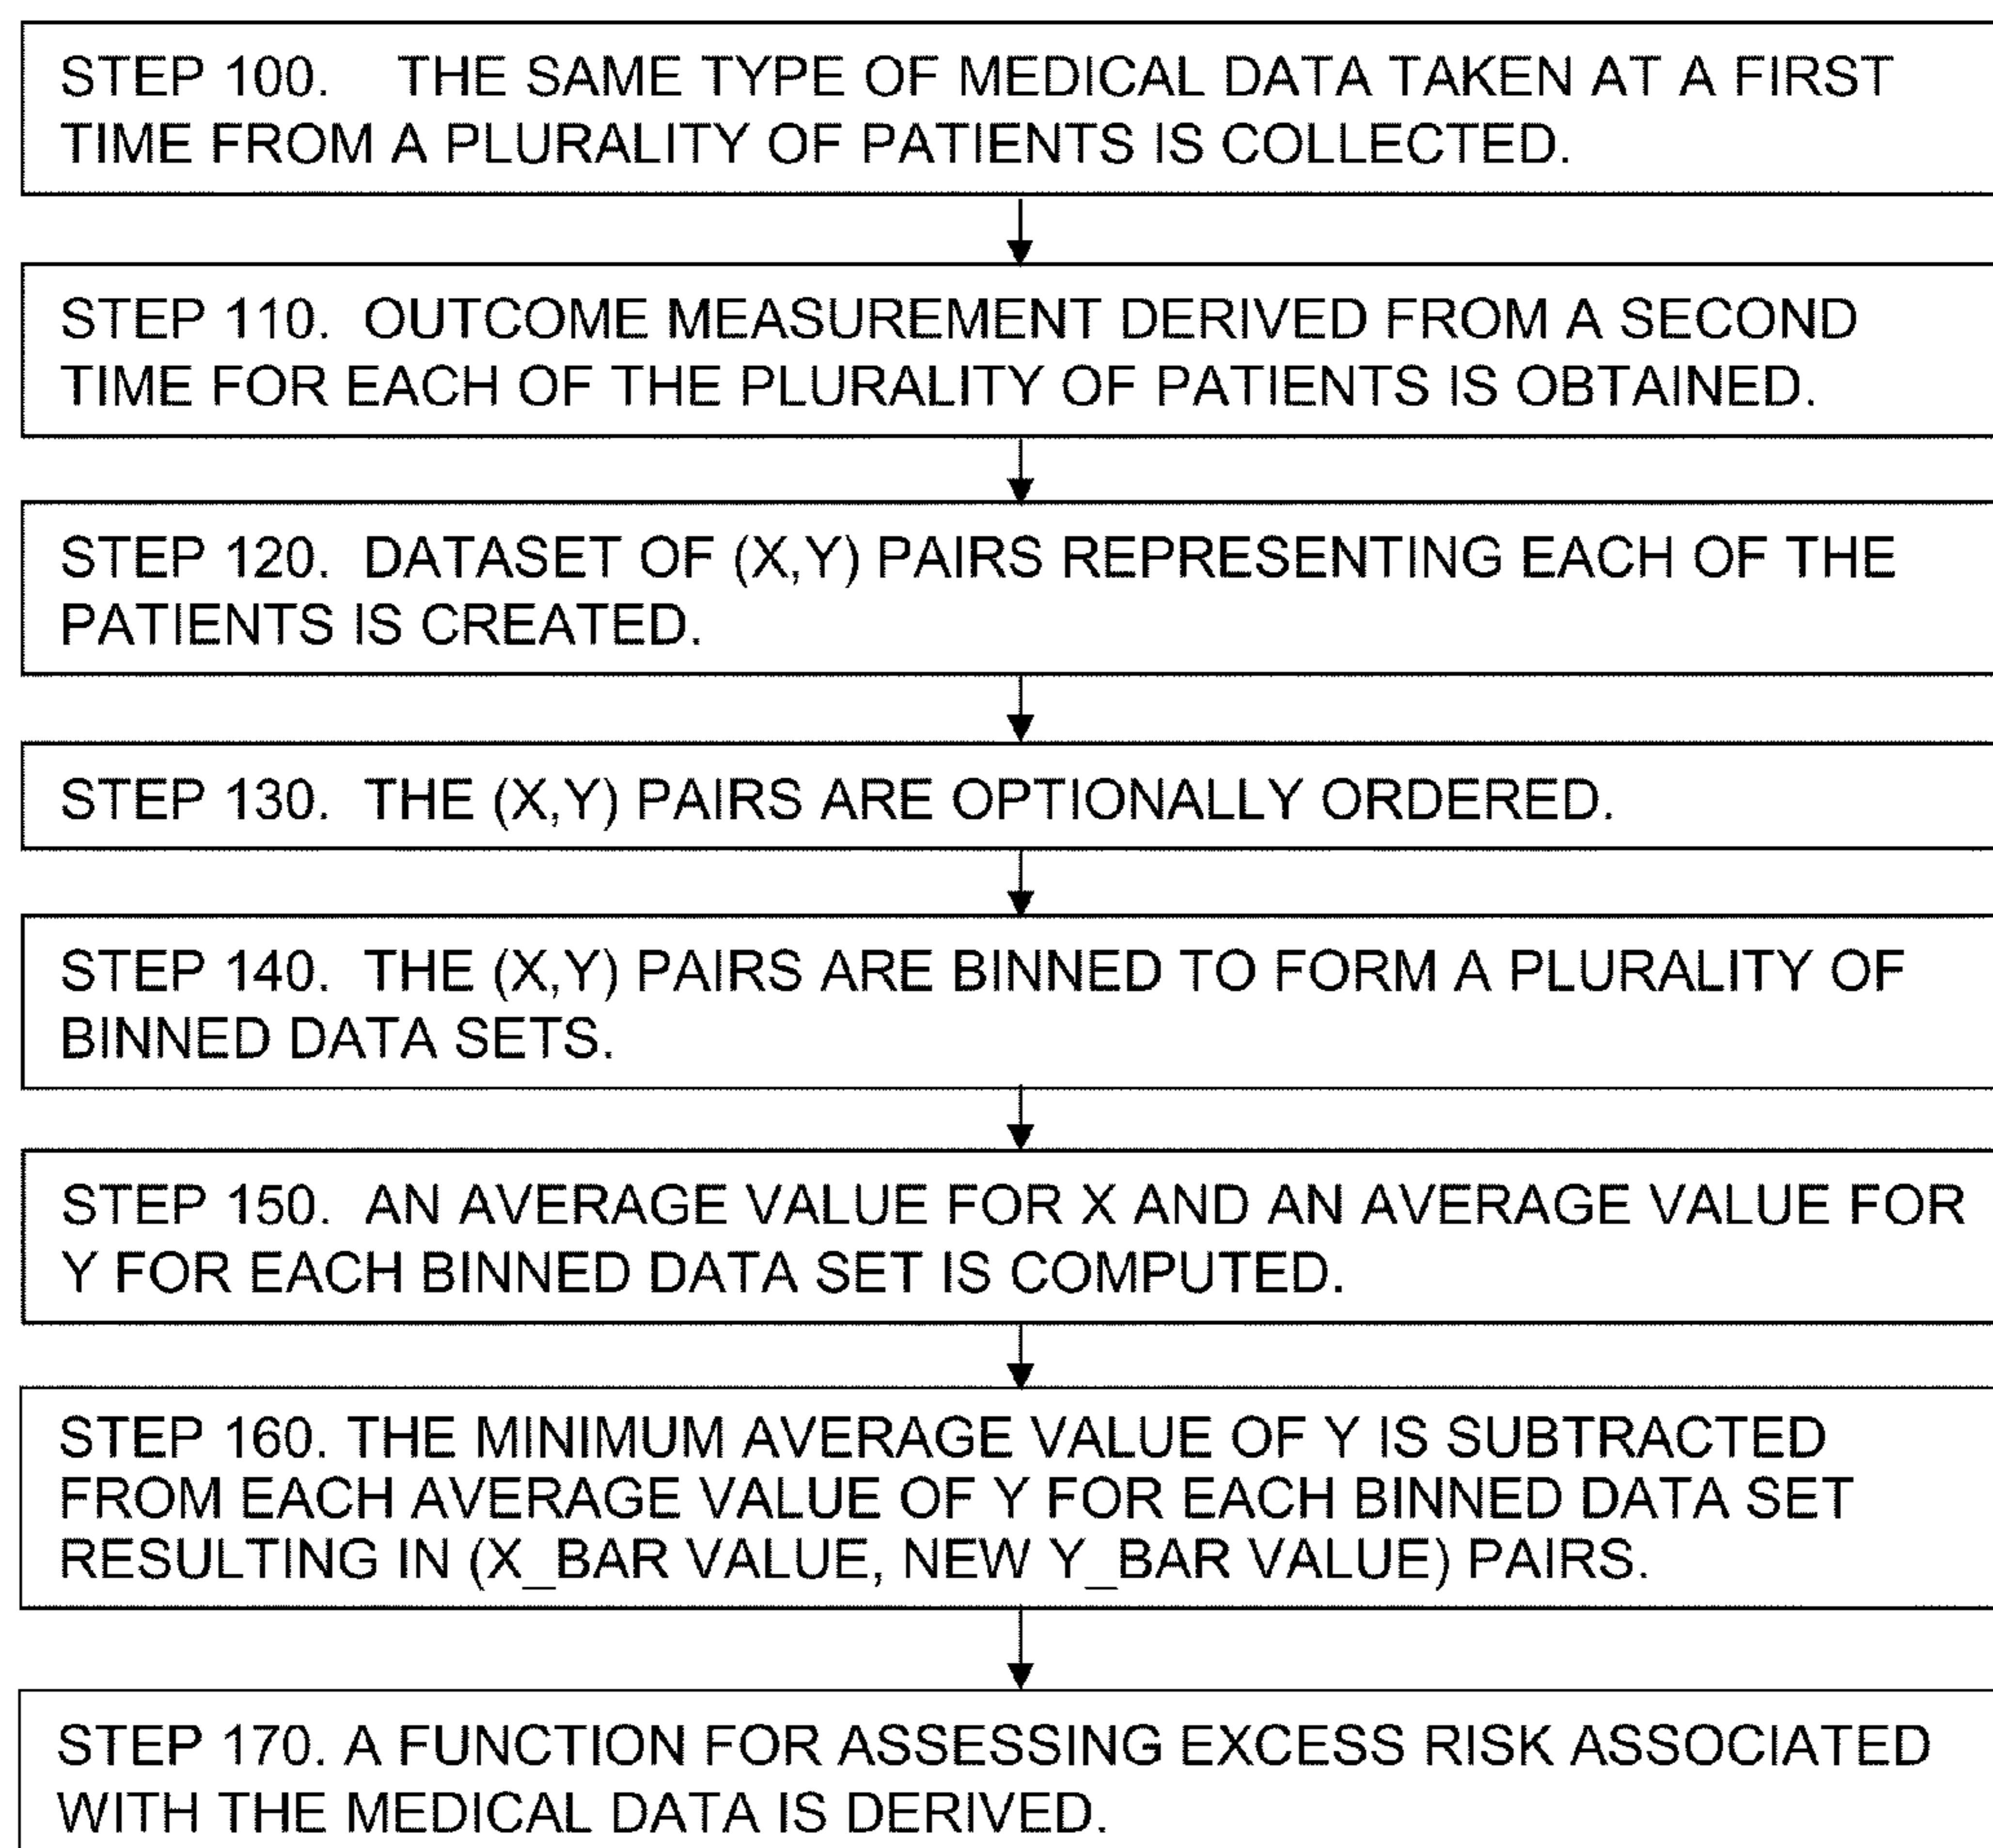 STEP 100. THE SAME TYPE OF MEDICAL DATA TAKEN AT A FIRST
TIME FROM A PLURALITY OF PATIENTS IS COLLECTED.
STEP 110. OUTCOME MEASUREMENT DERIVED FROM A SECOND
TIME FOR EACH OF THE PLURALITY OF PATIENTS IS OBTAINED.
STEP 120. DATASET OF (X,Y) PAIRS REPRESENTING EACH OF THE
PATIENTS IS CREATED.
STEP 130. THE (X,Y) PAIRS ARE OPTIONALLY ORDERED.
STEP 140. THE (X,Y) PAIRS ARE BINNED TO FORM A PLURALITY OF
BINNED DATA SETS.
STEP 150. AN AVERAGE VALUE FOR X AND AN AVERAGE VALUE FOR
Y FOR EACH BINNED DATA SET IS COMPUTED.
STEP 160. THE MINIMUM AVERAGE VALUE OF Y IS SUBTRACTED
FROM EACH AVERAGE VALUE OF Y FOR EACH BINNED DATA SET
RESULTING IN (X_BAR VALUE, NEW Y_BAR VALUE) PAIRS.
STEP 170. A FUNCTION FOR ASSESSING EXCESS RISK ASSOCIATED
WITH THE MEDICAL DATA IS DERIVED.